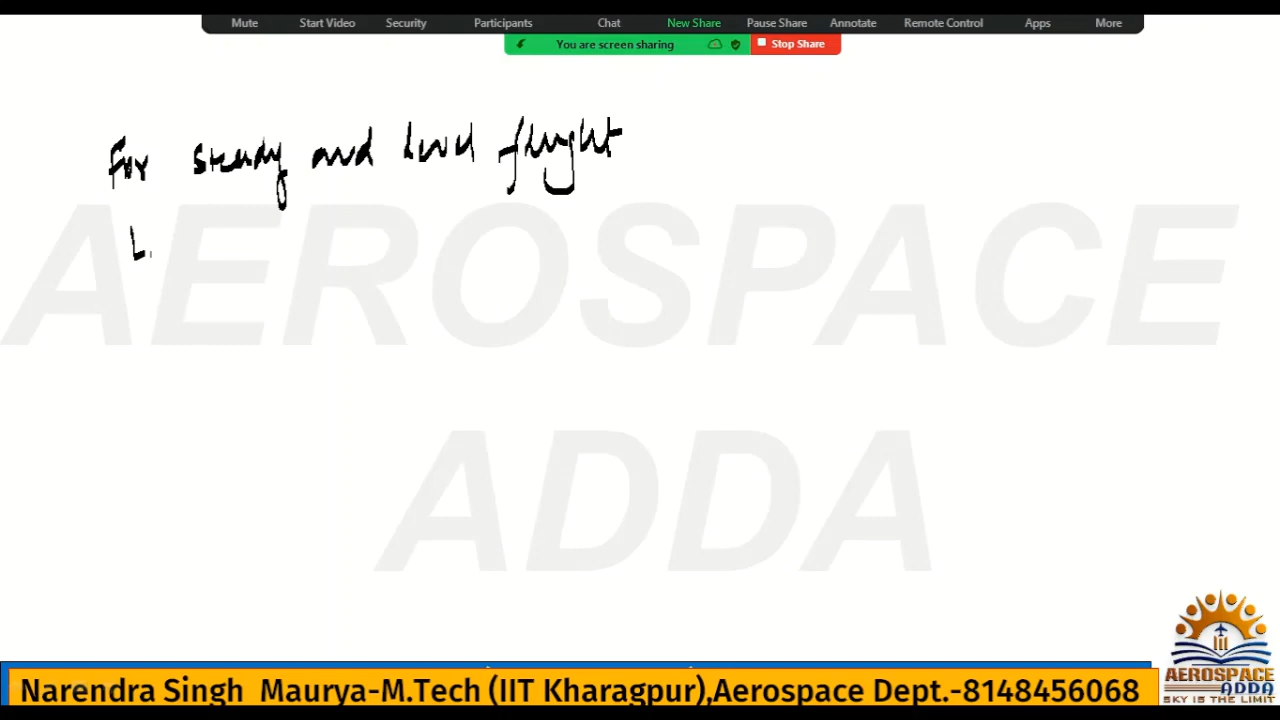 Mute Start Video Security Participants Chat New Share Pause Share Annotate Remote Control Apps More
You are screen sharing Stop Share
For steady and level flight
L
AEROSPACE
ADDA
Narendra Singh Maurya-M.Tech (IIT Kharagpur),Aerospace Dept.-8148456068
AEROSPACE
ADDA
SKY IS THE LIMIT